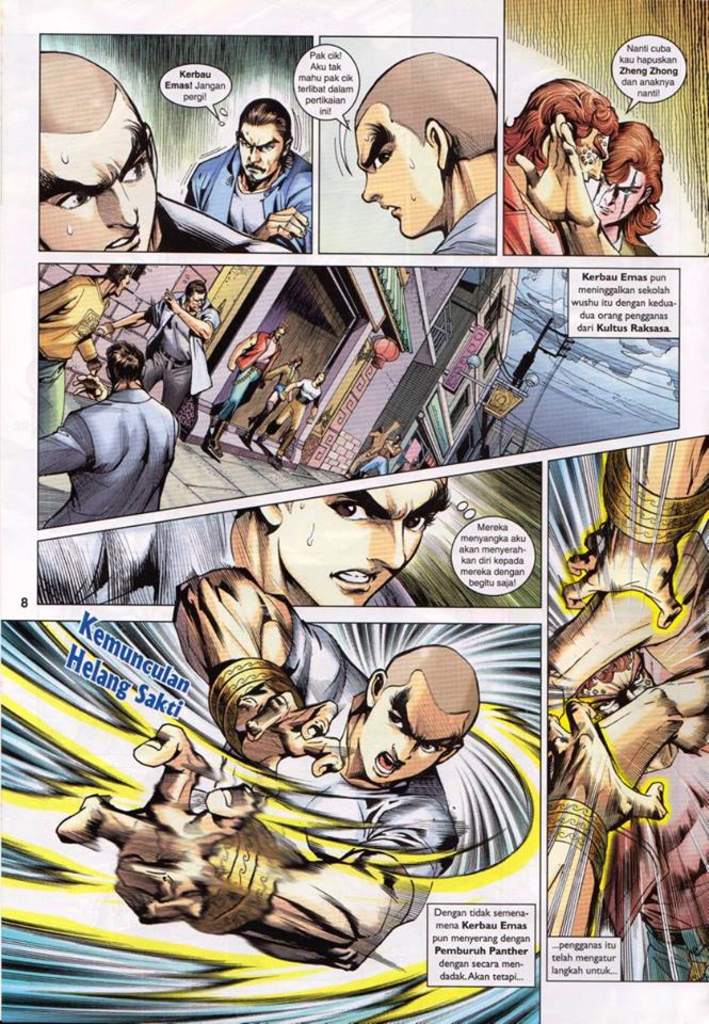 Kerbau
Emas! Jangan
pergi!
Pak cik!
Aku tak
mahu pak cik
terlibat dalam
pertikaian
ini!
Nanti cuba
kau hapuskan
Zheng Zhong
dan anaknya
nanti!
Kerbau Emas pun
meninggalkan sekolah
wushu itu dengan kedua-
dua orang pengganas
dari Kultus Raksasa.
Mereka
menyangka aku
akan menyerah-
kan diri kepada
mereka dengan
begitu saja!
8
Kemunculan
Helang Sakti
Dengan tidak semena-
mena Kerbau Emas
pun menyerang dengan
Pemburuh Panther
dengan secara men-
dadak. Akan tetapi...
...pengganas itu
telah mengatur
langkah untuk...